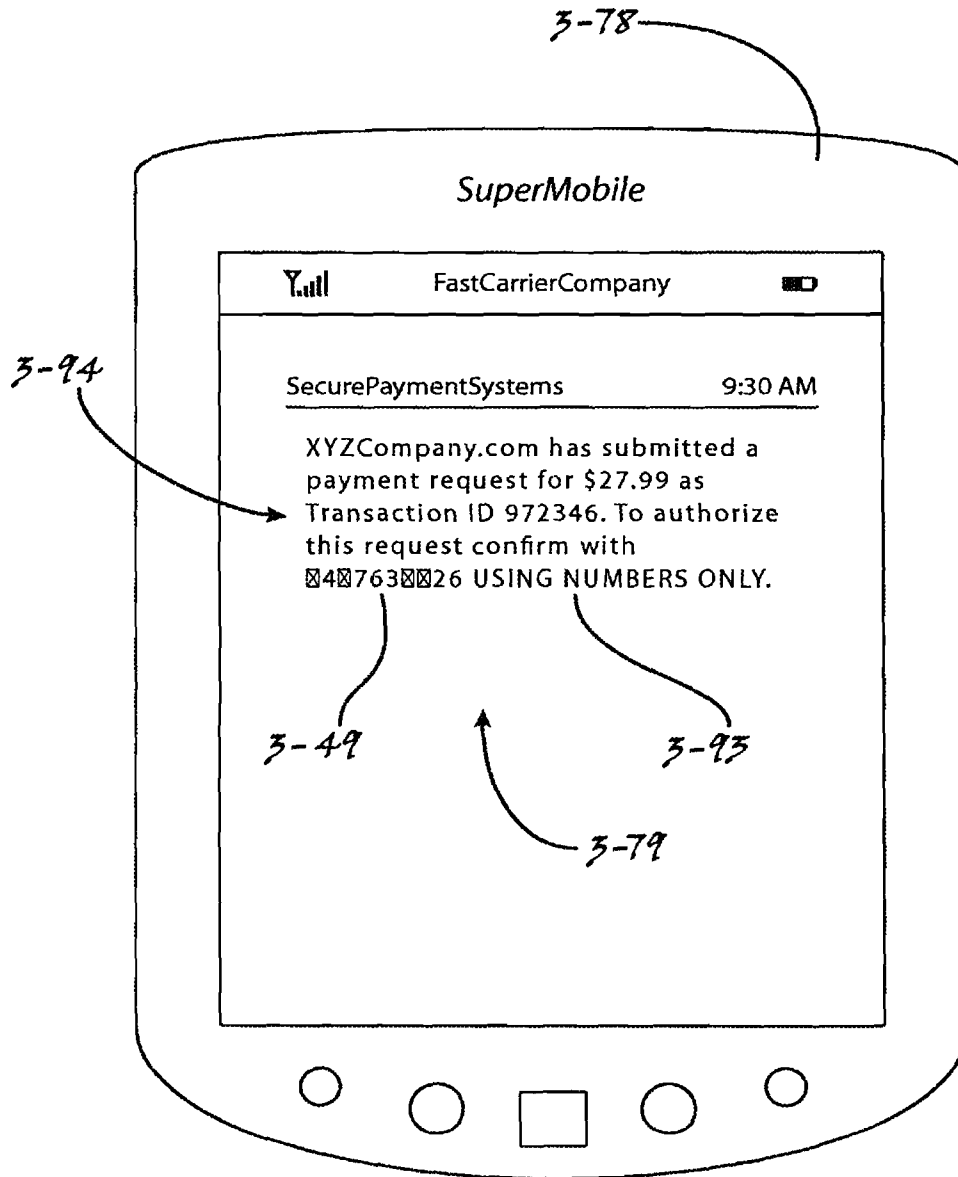 3-78
SuperMobile
FastCarrierCompany
3-94
SecurePaymentSystems 9:30 AM
XYZCompany.com has submitted a
payment request for $27.99 as
Transaction ID 972346. To authorize
this request confirm with
☒4☒763☒☒26 USING NUMBERS ONLY.
3-49
3-93
3-79